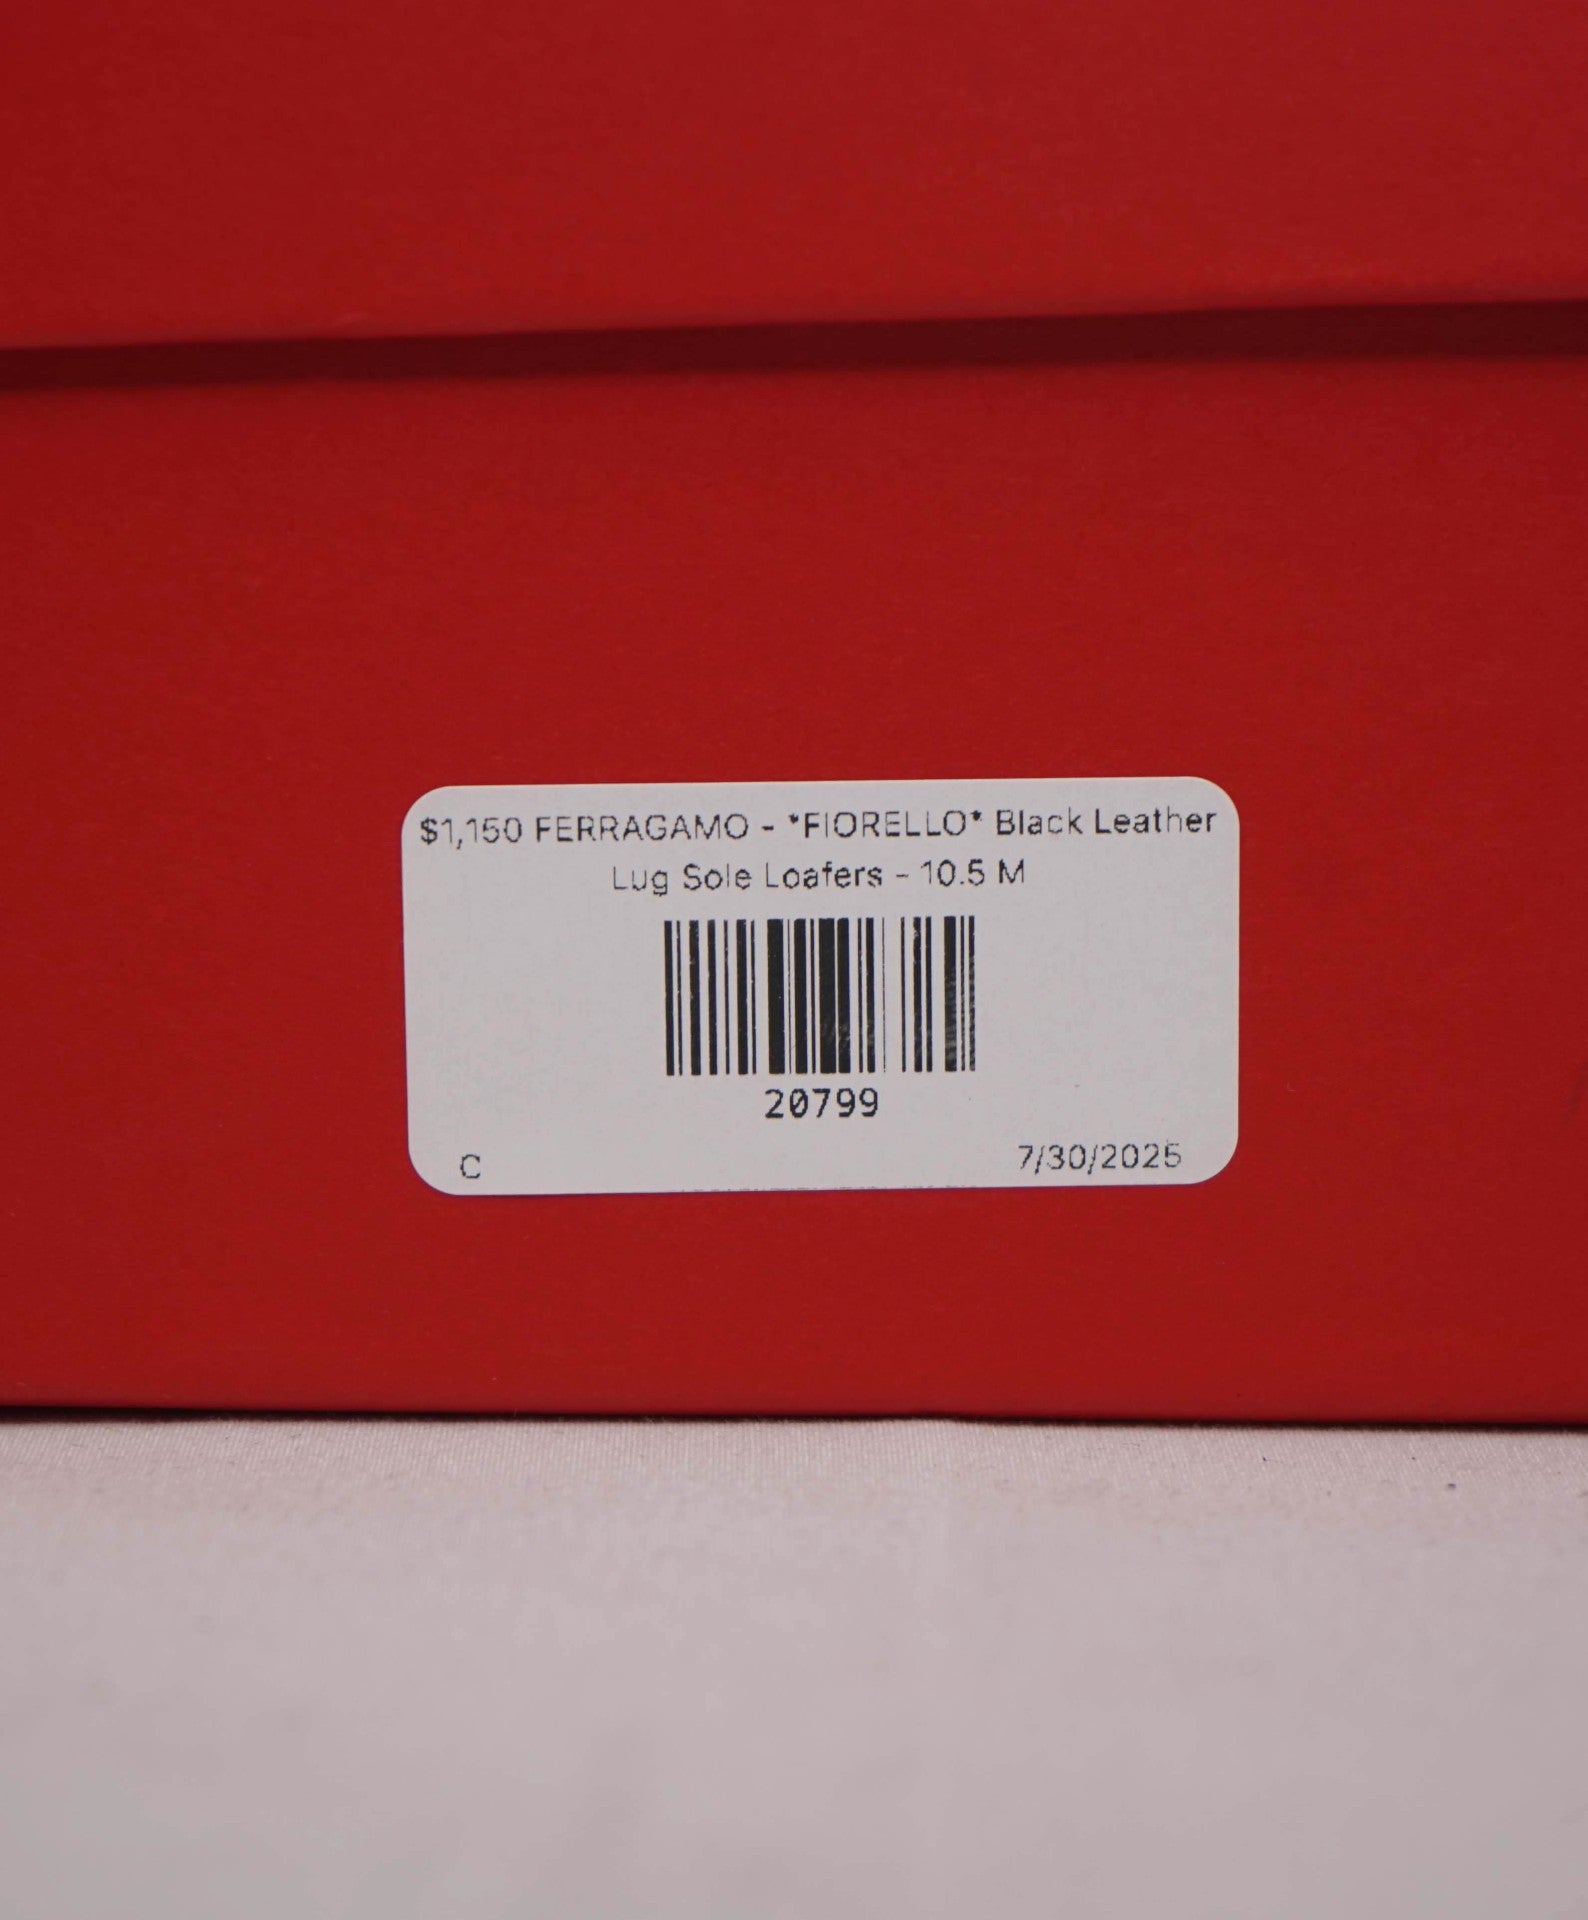 $1,150 FERRAGAMO - *FIORELLO* Black Leather
Lug Sole Loafers - 10.5 M
20799
C
7/30/2025